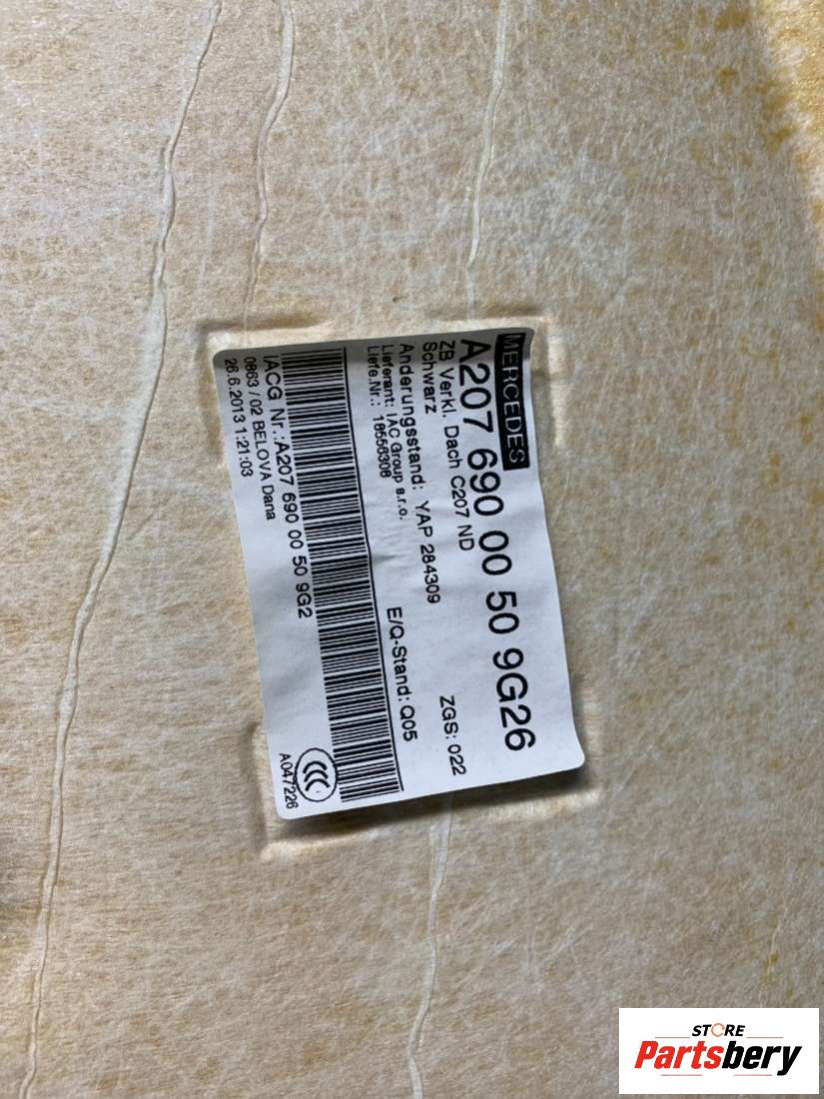 MERCEDES
A207 690 00 50 9G26
ZB Verkl. Dach C207 ND
Schwarz
ZGS: 022
Änderungsstand: YAP 284309
Lieferant: IAC Group s.r.o.
E/Q-Stand: Q05
Liefe.Nr.: 18556308
IACG Nr.:A207 690 00 50 9G2
0863 / 02 BELOVA Dana
26.6.2013 1:21:03
CCC
A047226
STORE
Partsbery